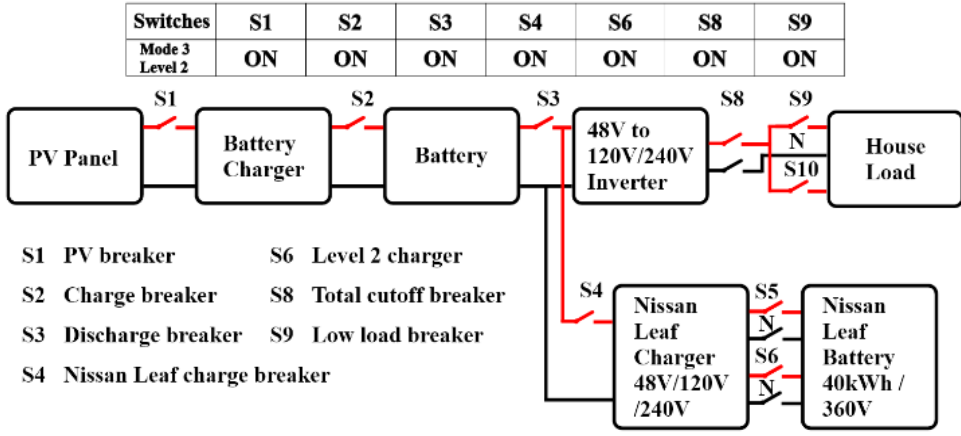 Switches S1 S2 S3 S4 S6 S8 S9
Mode 3
Level 2
ON ON ON ON ON ON ON
S1 S2 S3 S8 S9
PV Panel
Battery
Charger
Battery
48V to
120V/240V
Inverter
N
S10
House
Load
S1 PV breaker
S2 Charge breaker
S3 Discharge breaker
S4 Nissan Leaf charge breaker
S6 Level 2 charger
S8 Total cutoff breaker
S9 Low load breaker
S4
Nissan
Leaf
Charger
48V/120V
/240V
S5
N
S6
N
Nissan
Leaf
Battery
40kWh /
360V